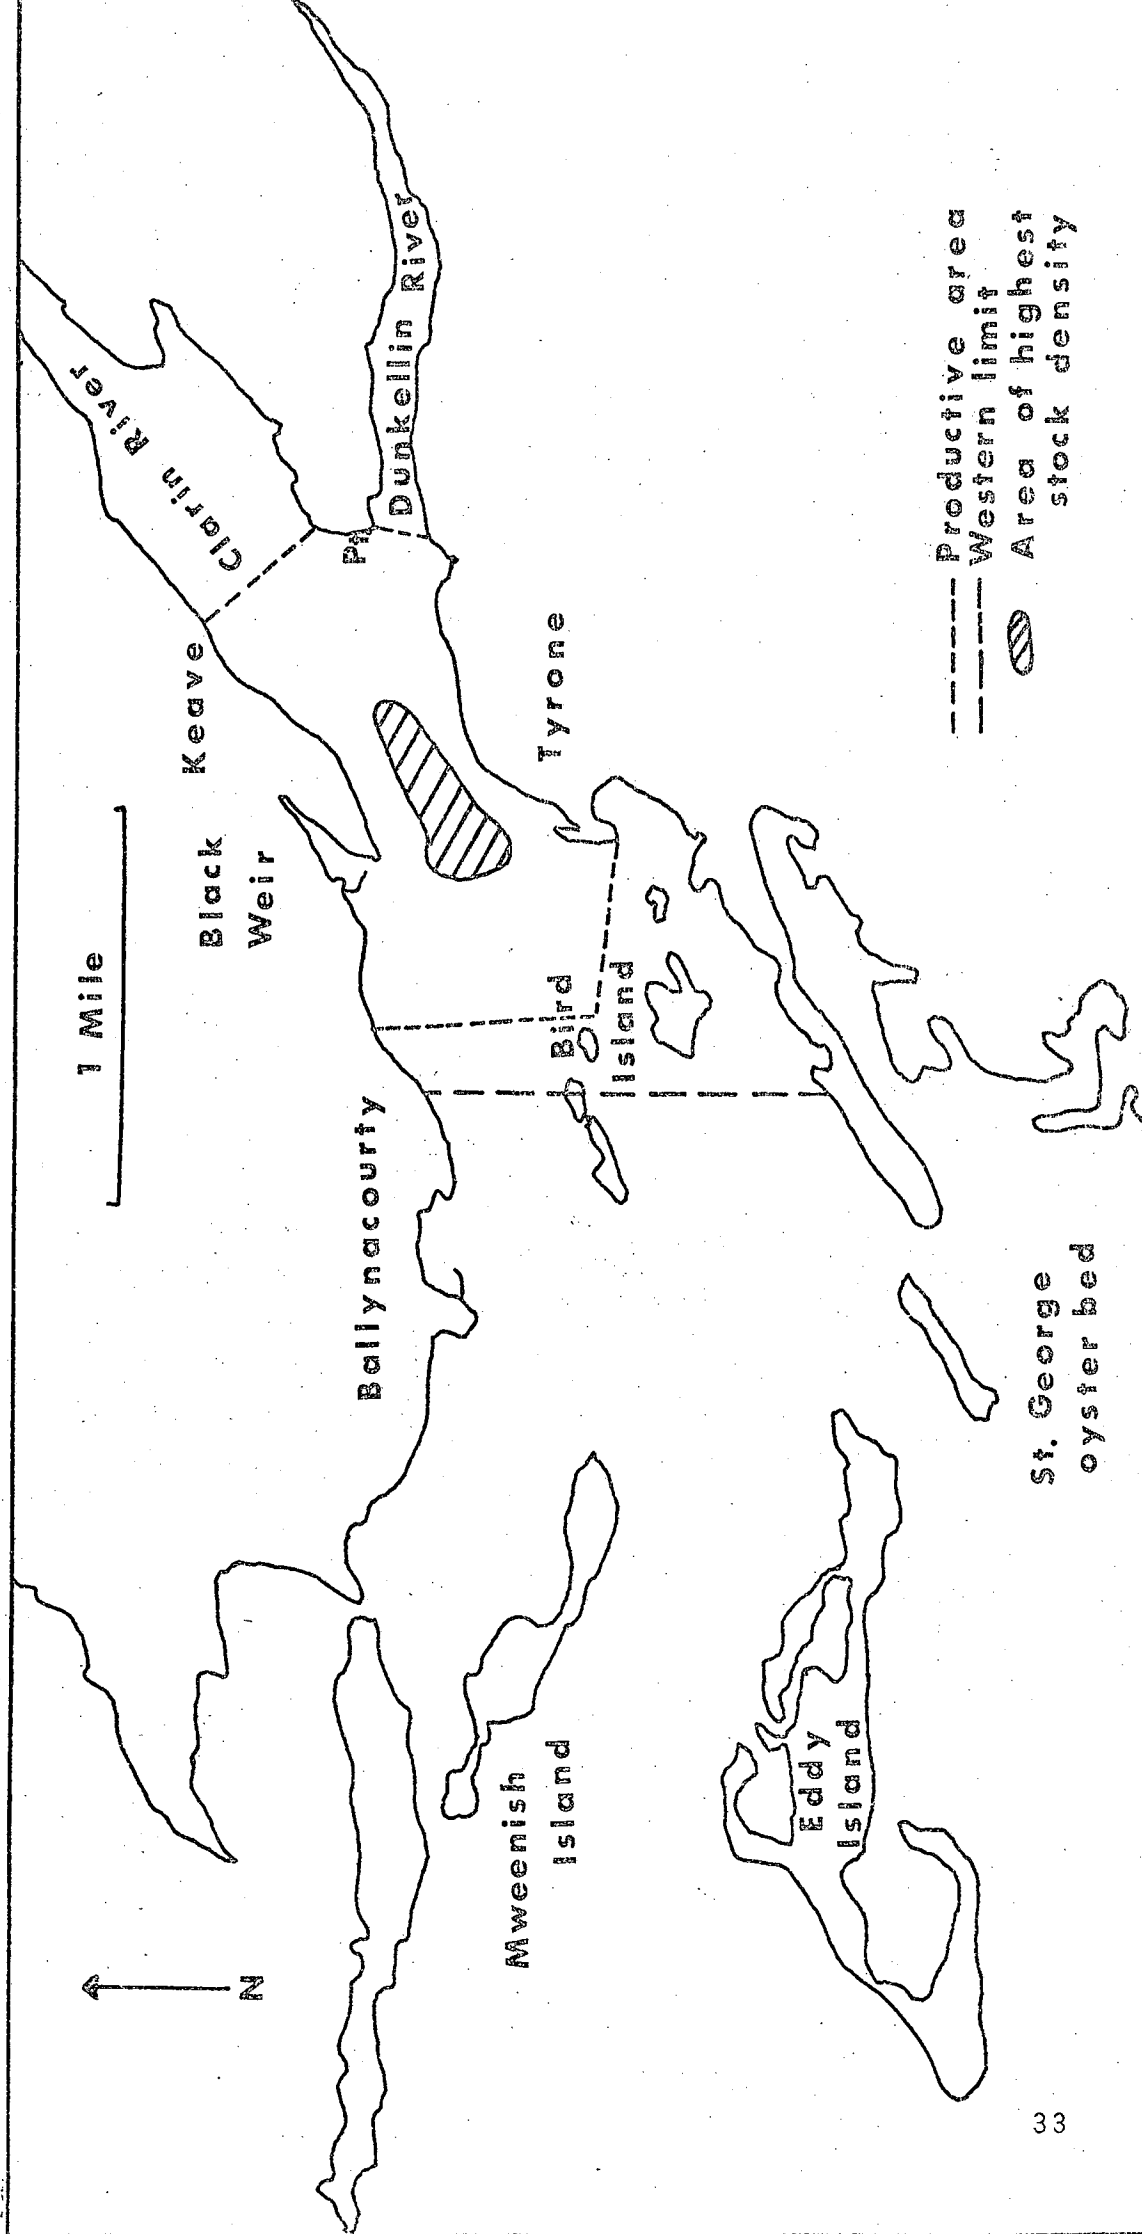 N
1 Mile
Clarin River
Keave
Black
Weir
Pt.
Dunkellin River
Ballynacourty
Tyrone
Bird
Island
Mweenish
Island
Eddy
Island
St. George
oyster bed
Productive area
Western limit
Area of highest
stock density
33